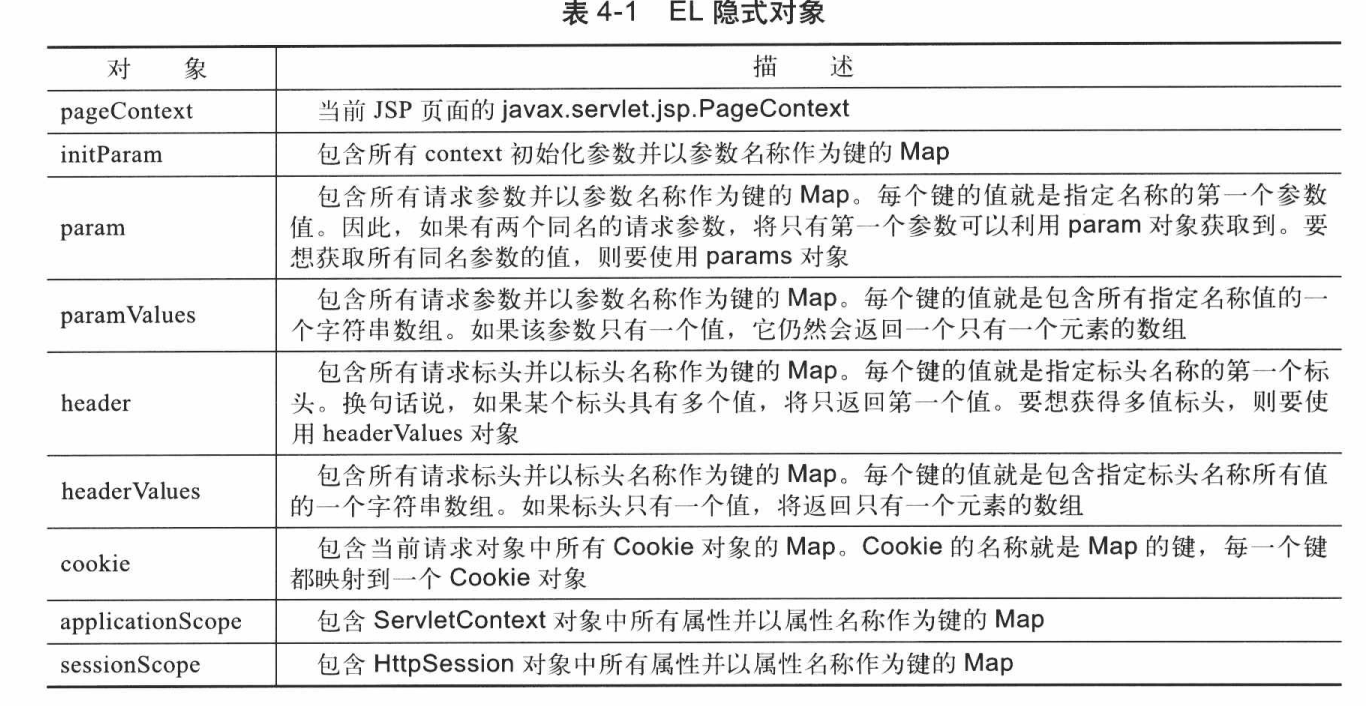 表 4-1 EL 隐式对象
对 象 描 述
pageContext 当前 JSP 页面的 javax.servlet.jsp.PageContext
initParam 包含所有 context 初始化参数并以参数名称作为键的 Map
包含所有请求参数并以参数名称作为键的 Map。每个键的值就是指定名称的第一个参数
param 值。因此，如果有两个同名的请求参数，将只有第一个参数可以利用 param 对象获取到。要
想获取所有同名参数的值，则要使用 params 对象
paramValues 包含所有请求参数并以参数名称作为键的 Map。每个键的值就是包含所有指定名称值的一
个字符串数组。如果该参数只有一个值，它仍然会返回一个只有一个元素的数组
包含所有请求标头并以标头名称作为键的 Map。每个键的值就是指定标头名称的第一个标
header 头。换句话说，如果某个标头具有多个值，将只返回第一个值。要想获得多值标头，则要使
用 headerValues 对象
headerValues 包含所有请求标头并以标头名称作为键的 Map。每个键的值就是包含指定标头名称所有值
的一个字符串数组。如果标头只有一个值，将返回只有一个元素的数组
cookie 包含当前请求对象中所有 Cookie 对象的 Map。Cookie 的名称就是 Map 的键，每一个键
都映射到一个 Cookie 对象
applicationScope 包含 ServletContext 对象中所有属性并以属性名称作为键的 Map
sessionScope 包含 HttpSession 对象中所有属性并以属性名称作为键的 Map